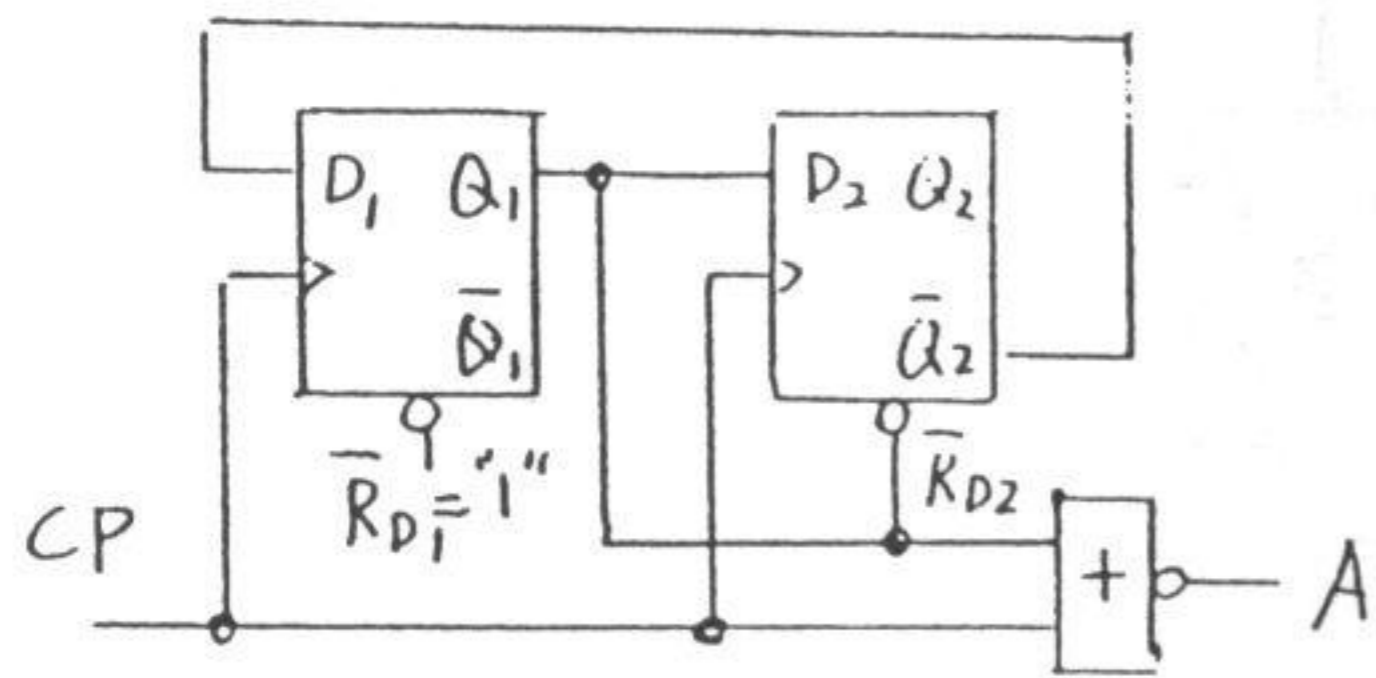 D₁ Q₁
D₂ Q₂
Q̅₁
Q̅₂
R̅D₁="1"
R̅D2
CP
+
A